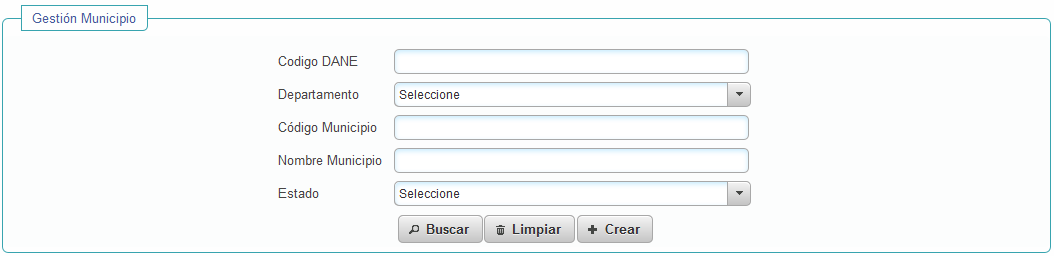 Gestión Municipio
Codigo DANE
Departamento Seleccione
Código Municipio
Nombre Municipio
Estado Seleccione
Buscar Limpiar Crear